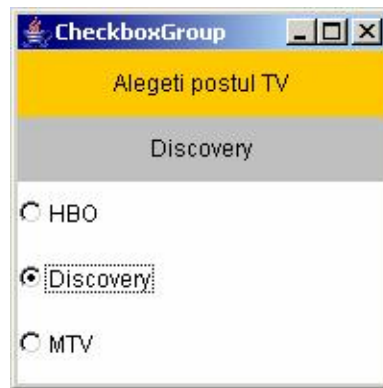 CheckboxGroup
Alegeti postul TV
Discovery
HBO
Discovery
MTV